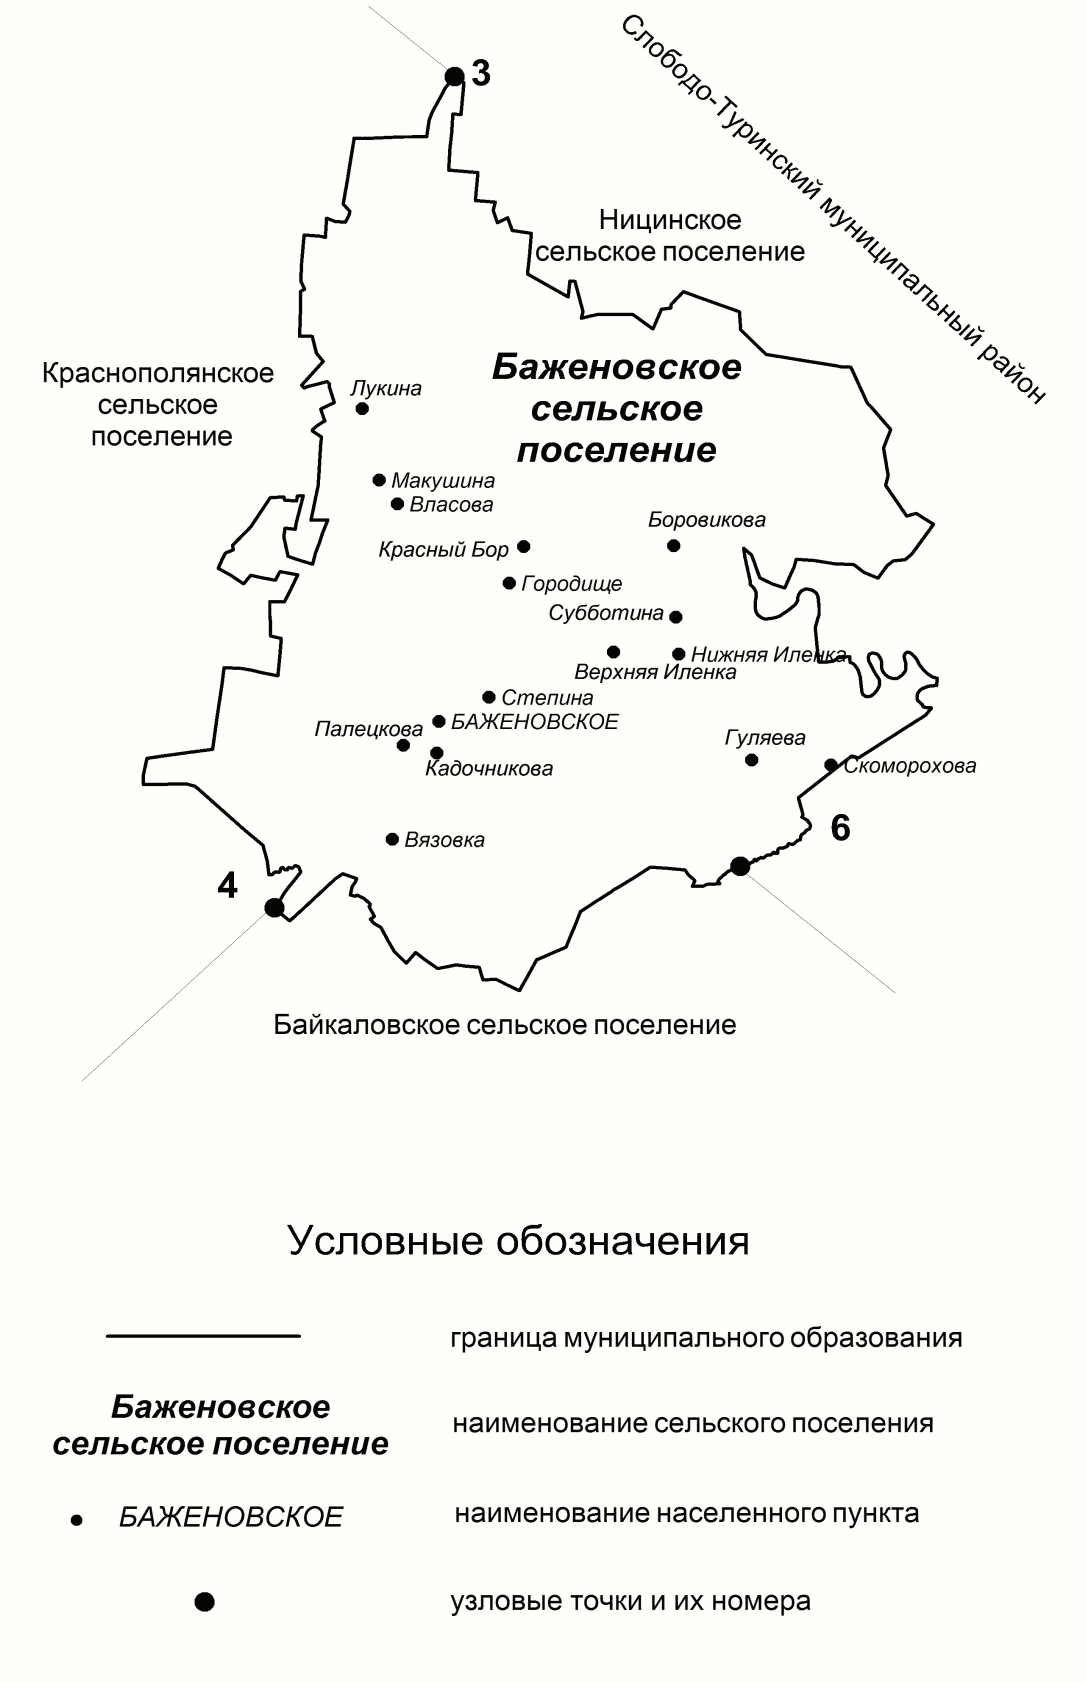 3
Слободо-Туринский муниципальный район
Ницинское
сельское поселение
Краснополянское
сельское
поселение
Баженовское
сельское
поселение
Лукина
Макушина
Власова
Боровикова
Красный Бор
Городище
Субботина
Нижняя Иленка
Верхняя Иленка
Степина
БАЖЕНОВСКОЕ
Палецкова
Кадочникова
Гуляева
Скоморохова
6
Вязовка
4
Байкаловское сельское поселение
Условные обозначения
граница муниципального образования
Баженовское
сельское поселение
наименование сельского поселения
БАЖЕНОВСКОЕ
наименование населенного пункта
узловые точки и их номера